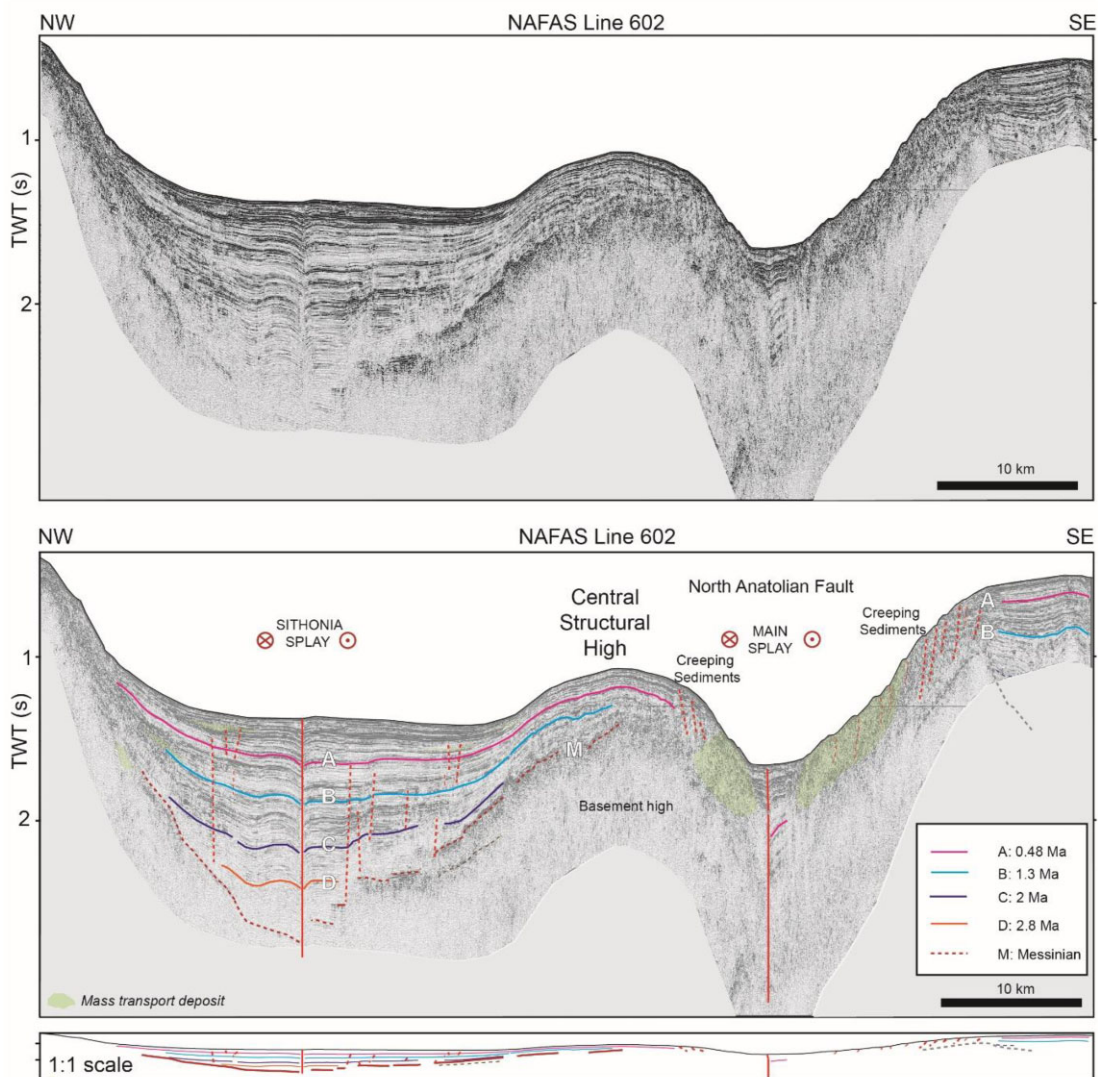 NW NAFAS Line 602 SE
1
TWT (s)
2
10 km
NW NAFAS Line 602 SE
Central
Structural
High
North Anatolian Fault
SITHONIA
SPLAY
MAIN
SPLAY
Creeping
Sediments
Creeping
Sediments
A
B
1
TWT (s)
2
A
B
C
D
M
Basement high
A: 0.48 Ma
B: 1.3 Ma
C: 2 Ma
D: 2.8 Ma
M: Messinian
Mass transport deposit
10 km
1:1 scale